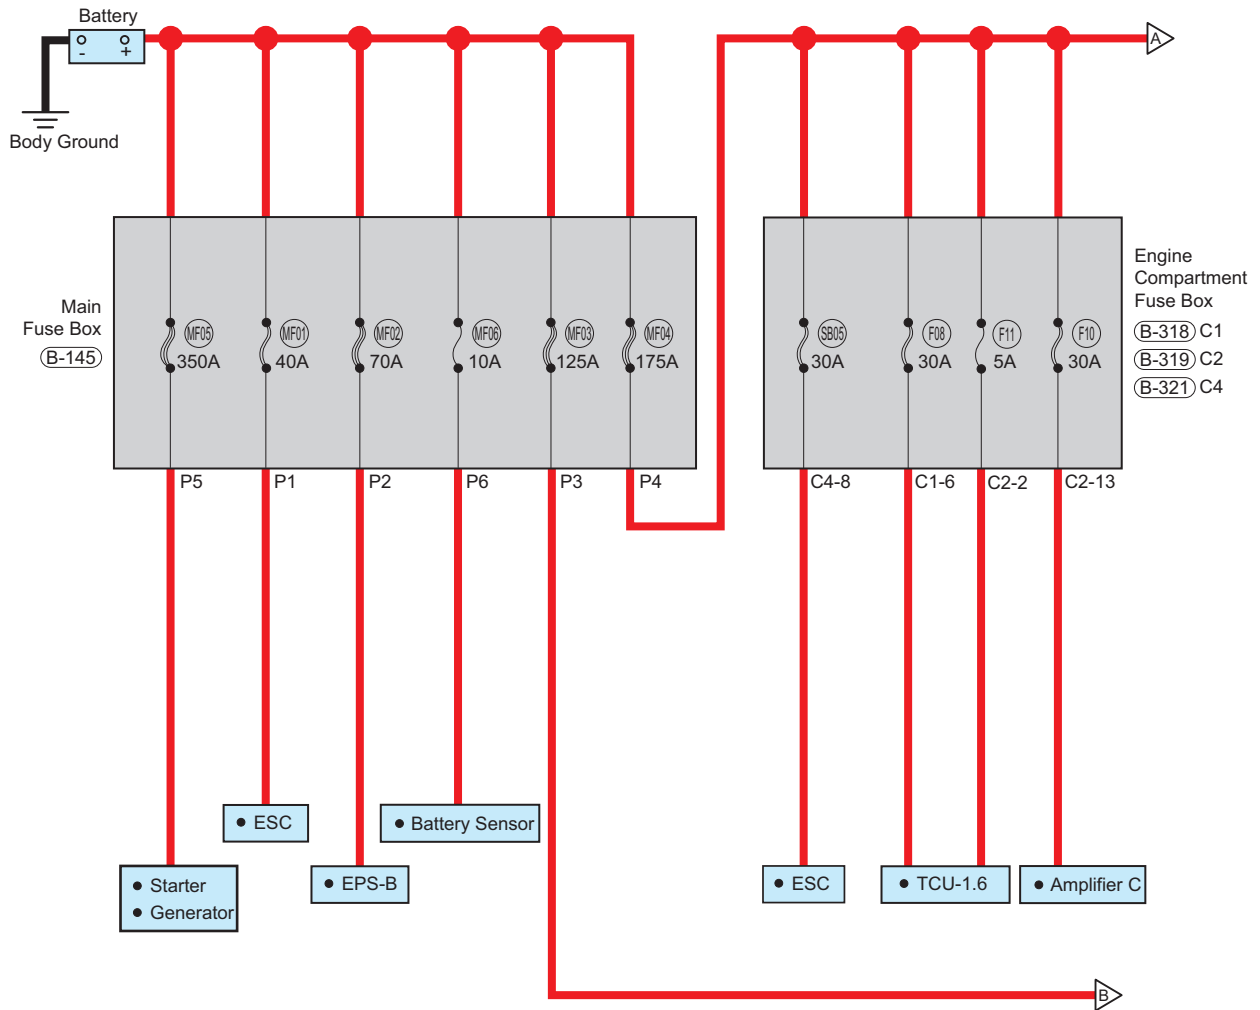 Battery
- +
Body Ground
A
Main
Fuse Box
B-145
MF05
350A
MF01
40A
MF02
70A
MF06
10A
MF03
125A
MF04
175A
SB05
30A
F08
30A
F11
5A
F10
30A
Engine
Compartment
Fuse Box
B-318 C1
B-319 C2
B-321 C4
P5
P1
P2
P6
P3
P4
C4-8
C1-6
C2-2
C2-13
• ESC
• Battery Sensor
• Starter
• Generator
• EPS-B
• ESC
• TCU-1.6
• Amplifier C
B